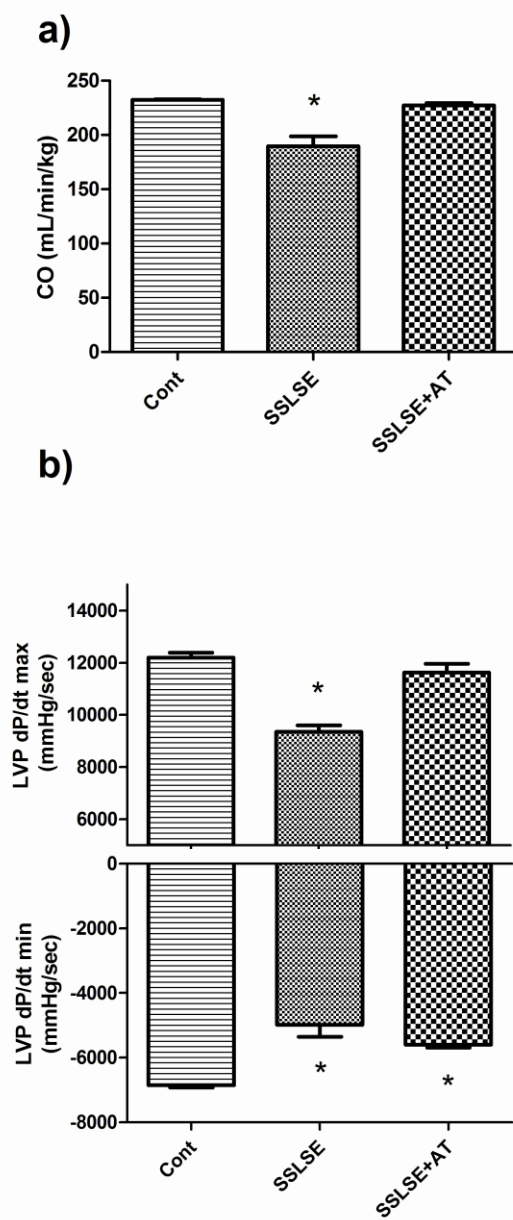 a)
CO (mL/min/kg)
250
200
150
100
50
0
*
Cont
SSLSE
SSLSE+AT
b)
LVP dP/dt max
(mmHg/sec)
14000
12000
10000
8000
6000
*
LVP dP/dt min
(mmHg/sec)
0
-2000
-4000
-6000
-8000
*
*
Cont
SSLSE
SSLSE+AT